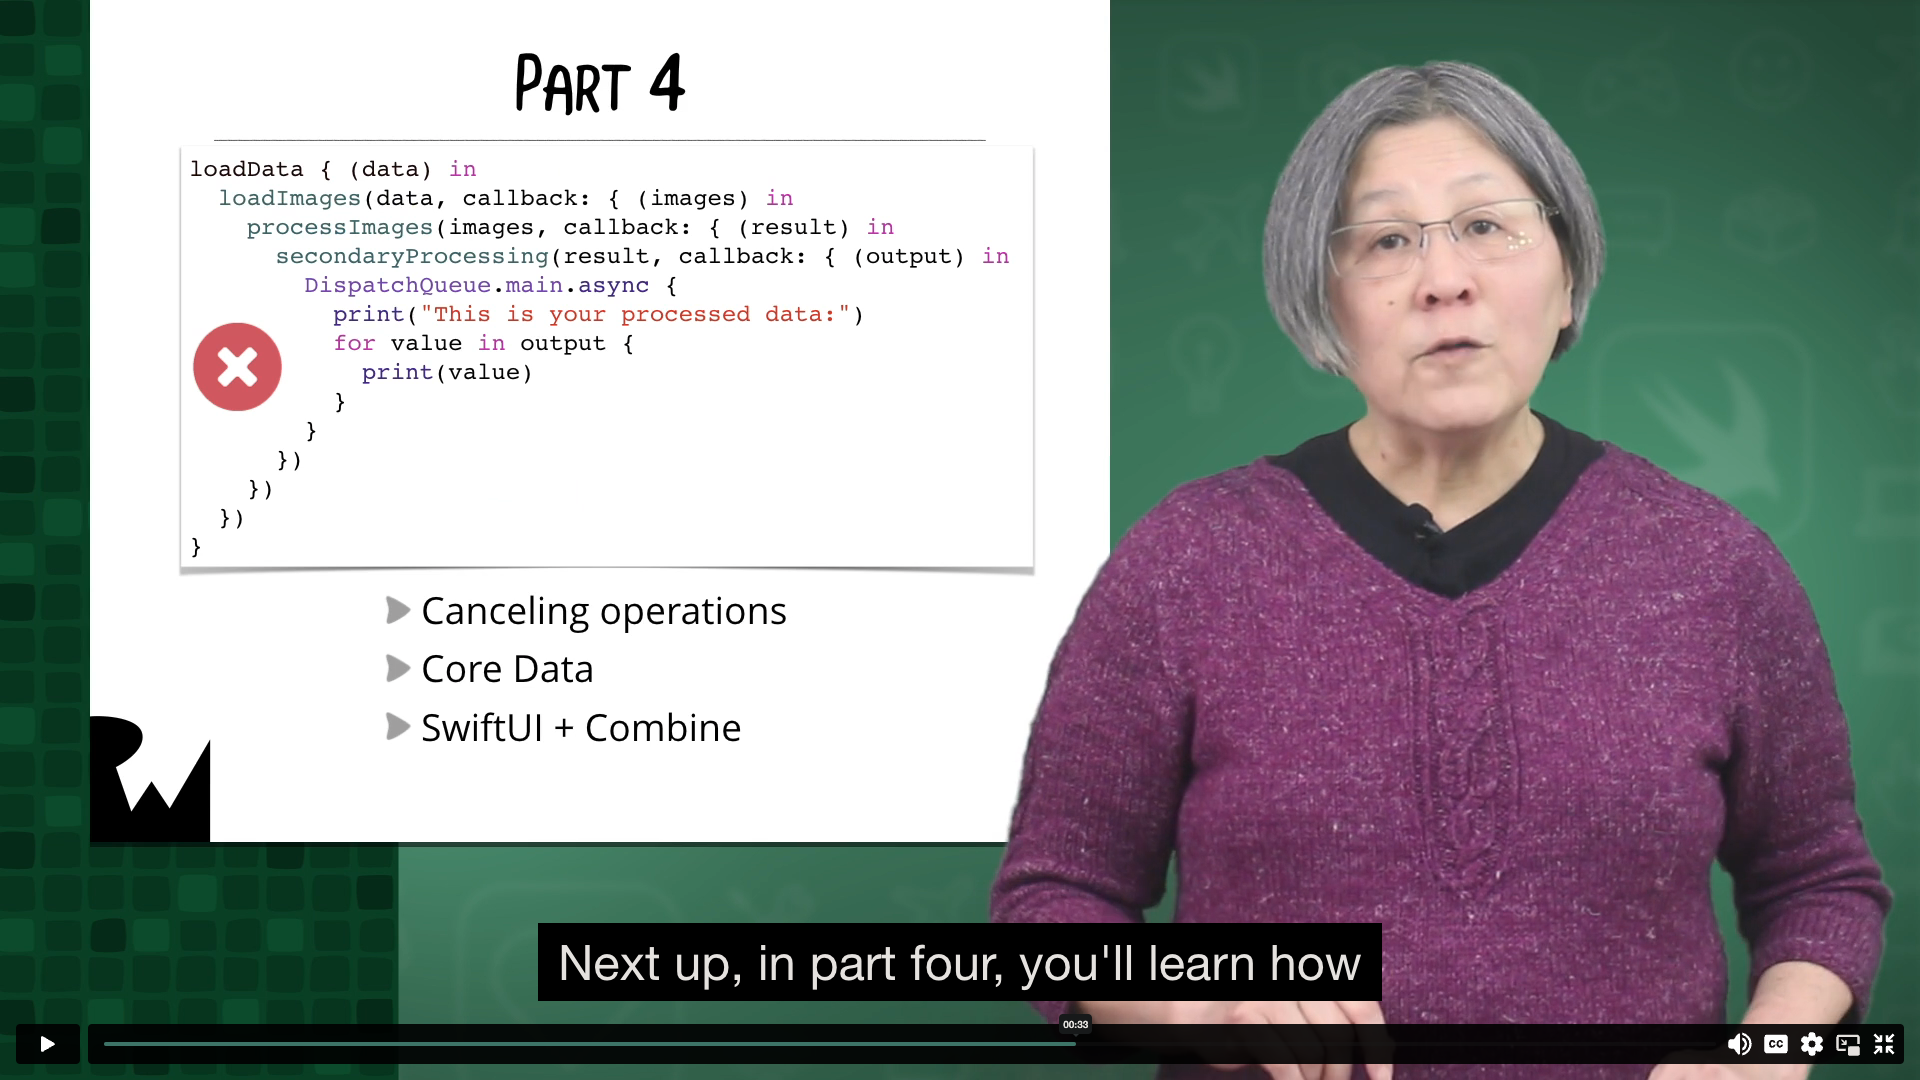 PART 4
loadData { (data) in
loadImages(data, callback: { (images) in
processImages(images, callback: { (result) in
secondaryProcessing(result, callback: { (output) in
DispatchQueue.main.async {
print("This is your processed data:")
for value in output {
print(value)
}
}
})
})
})
}
Canceling operations
Core Data
SwiftUI + Combine
RW
Next up, in part four, you'll learn how
00:33
CC